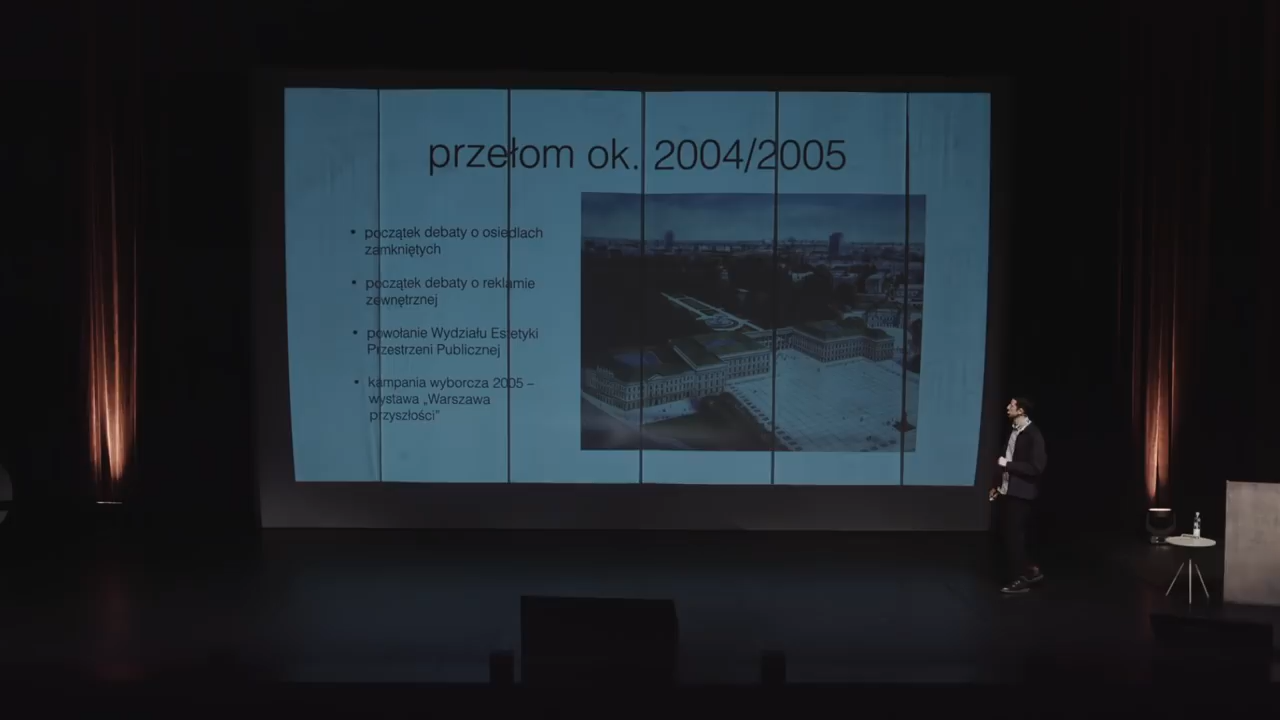 przełom ok. 2004/2005
• początek debaty o osiedlach
zamkniętych
• początek debaty o reklamie
zewnętrznej
• powołanie Wydziału Estetyki
Przestrzeni Publicznej
• kampania wyborcza 2005 –
wystawa „Warszawa
przyszłości”